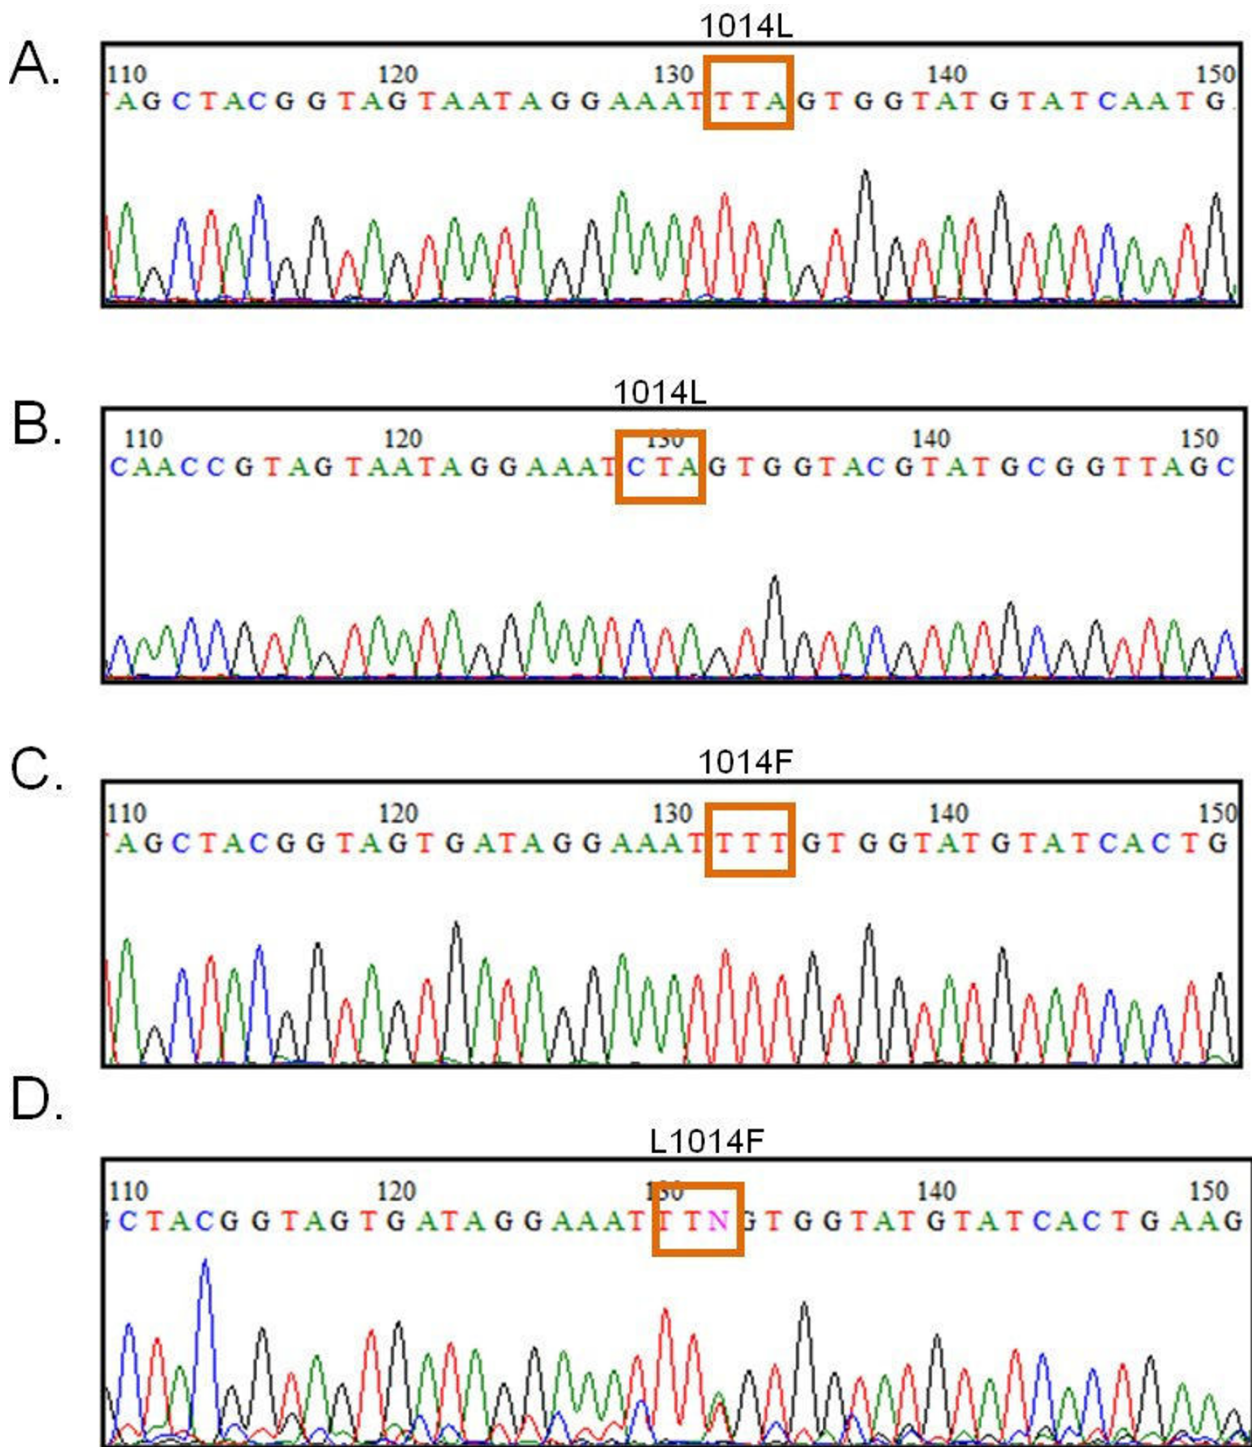 A.
1014L
110 120 130 140 150
AGCTACGGTAGTAATAGGAAATTTAGTGGTATGTATCAATG
B.
1014L
110 120 130 140 150
CAACCGTAGTAATAGGAAATCTAGTGGTACGTATGCGGTTAGC
C.
1014F
110 120 130 140 150
AGCTACGGTAGTGATAGGAAATTTTGTGGTATGTATCACTG
D.
L1014F
110 120 130 140 150
CTACGGTAGTGATAGGAAATTTNGTGGTATGTATCACTGAAG